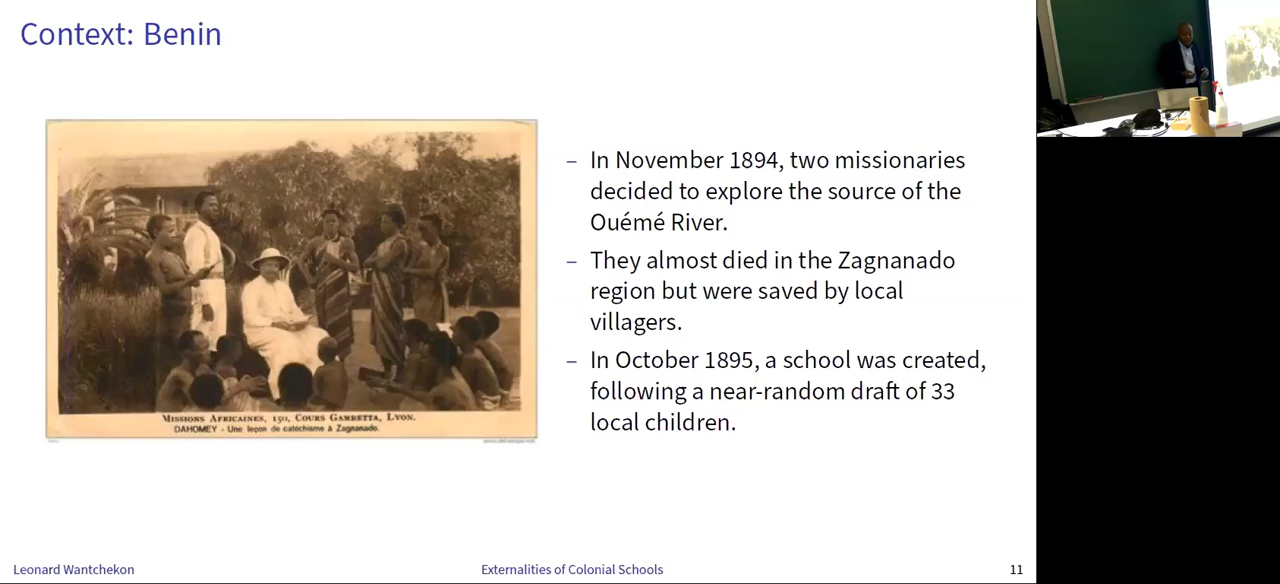 Context: Benin
– In November 1894, two missionaries
decided to explore the source of the
Ouémé River.
– They almost died in the Zagnanado
region but were saved by local
villagers.
– In October 1895, a school was created,
following a near-random draft of 33
local children.
MISSIONS AFRICAINES, 150, COURS GAMBETTA, LYON.
DAHOMEY - Une leçon de catéchisme à Zagnanado.
Leonard Wantchekon
Externalities of Colonial Schools
11